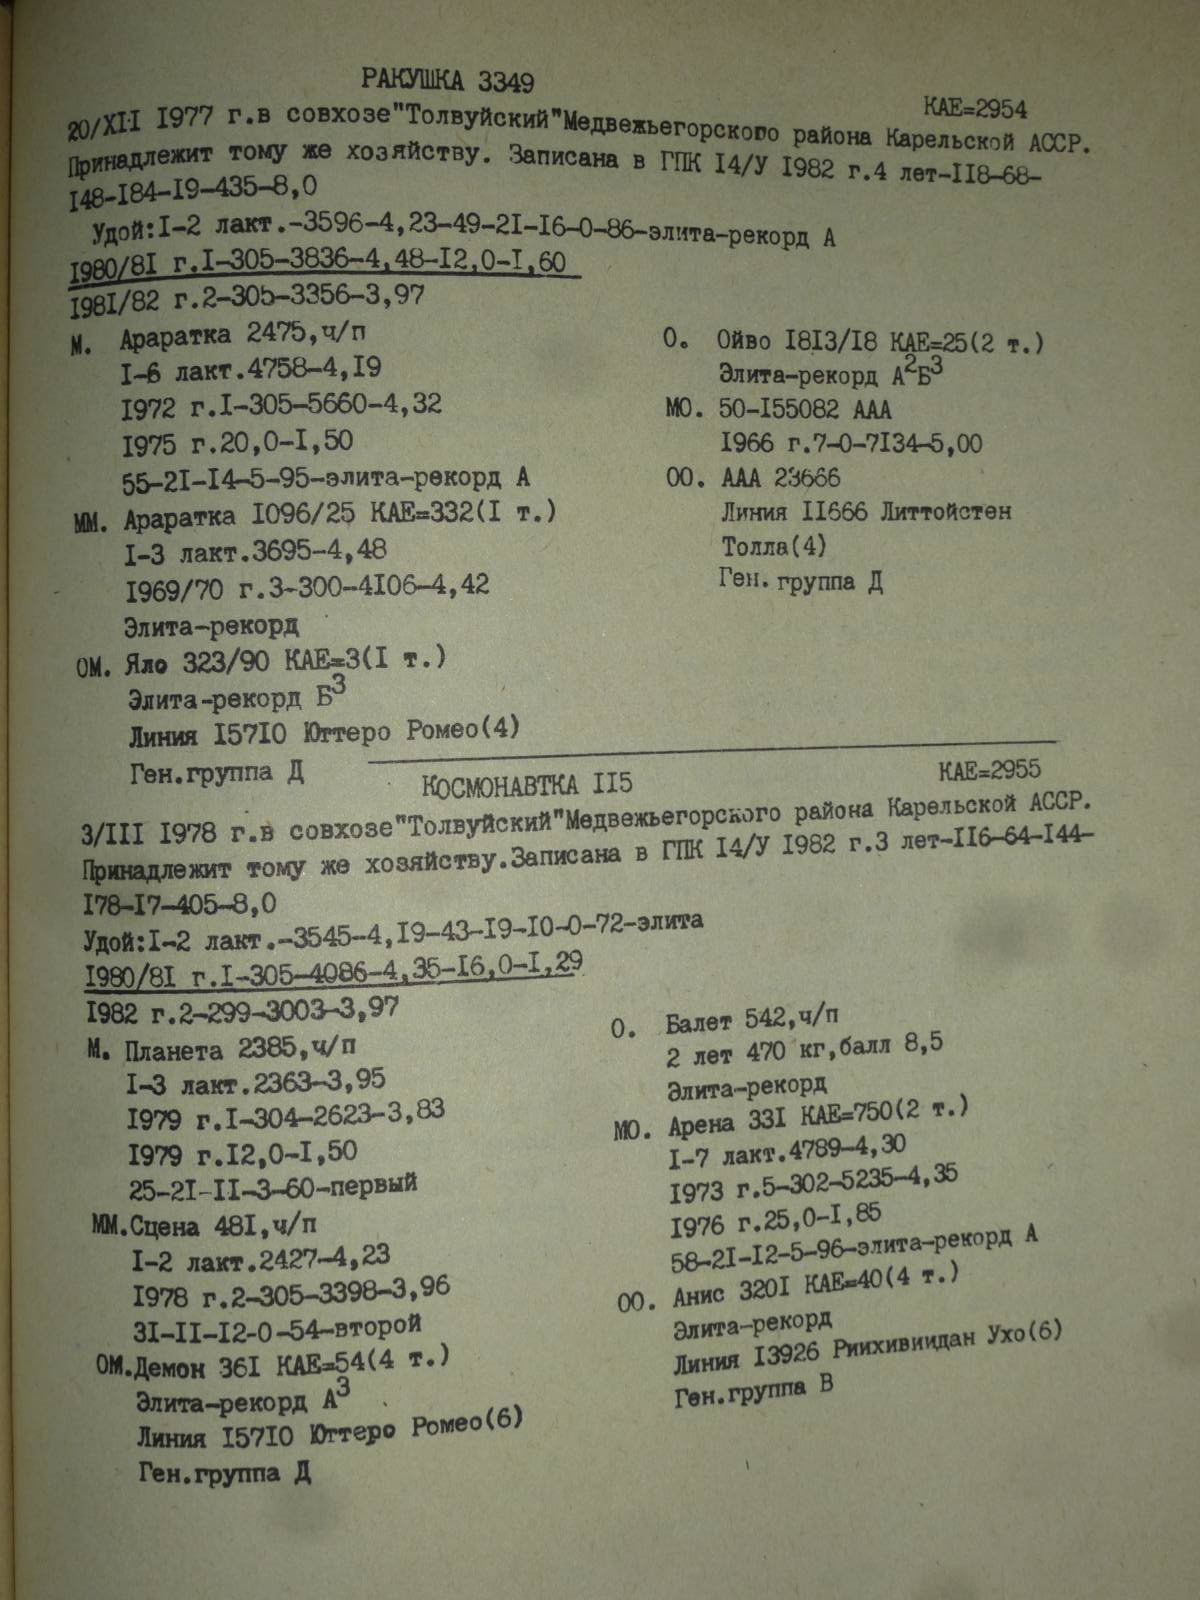 РАКУШКА 3349
КАЕ=2954
20/XII I977 г.в совхозе"Толвуйский"Медвежьегорского района Карельской АССР.
Принадлежит тому же хозяйству. Записана в ГПК I4/У I982 г.4 лет-II8-68-
I48-I84-I9-435-8,0
Удой:I-2 лакт.-3596-4,23-49-2I-I6-0-86-элита-рекорд А
I980/8I г.I-305-3836-4,48-I2,0-I,60
I98I/82 г.2-305-3356-3,97
М. Араратка 2475,ч/п
I-6 лакт.4758-4,I9
I972 г.I-305-5660-4,32
I975 г.20,0-I,50
55-2I-I4-5-95-элита-рекорд А
ММ. Араратка I096/25 КАЕ=332(I т.)
I-3 лакт.3695-4,48
I969/70 г.3-300-4I06-4,42
Элита-рекорд
ОМ. Яло 323/90 КАЕ=3(I т.)
Элита-рекорд Б³
Линия I57I0 Юттеро Ромео(4)
Ген.группа Д
О. Ойво I8I3/I8 КАЕ=25(2 т.)
Элита-рекорд А²Б³
МО. 50-I55082 ААА
I966 г.7-0-7I34-5,00
ОО. ААА 23666
Линия II666 Литтойстен
Толла(4)
Ген. группа Д
КОСМОНАВТКА II5
КАЕ=2955
3/III I978 г.в совхозе"Толвуйский"Медвежьегорского района Карельской АССР.
Принадлежит тому же хозяйству.Записана в ГПК I4/У I982 г.3 лет-II6-64-I44-
I78-I7-405-8,0
Удой:I-2 лакт.-3545-4,I9-43-I9-I0-0-72-элита
I980/8I г.I-305-4086-4,35-I6,0-I,29
I982 г.2-299-3003-3,97
М. Планета 2385,ч/п
I-3 лакт.2363-3,95
I979 г.I-304-2623-3,83
I979 г.I2,0-I,50
25-2I-II-3-60-первый
ММ.Сцена 48I,ч/п
I-2 лакт.2427-4,23
I978 г.2-305-3398-3,96
3I-II-I2-0-54-второй
ОМ.Демон 36I КАЕ=54(4 т.)
Элита-рекорд А³
Линия I57I0 Юттеро Ромео(6)
Ген.группа Д
О. Балет 542,ч/п
2 лет 470 кг,балл 8,5
Элита-рекорд
МО. Арена 33I КАЕ=750(2 т.)
I-7 лакт.4789-4,30
I973 г.5-302-5235-4,35
I976 г.25,0-I,85
58-2I-I2-5-96-элита-рекорд А
ОО. Анис 320I КАЕ=40(4 т.)
Элита-рекорд
Линия I3926 Риихивиидан Ухо(6)
Ген.группа В